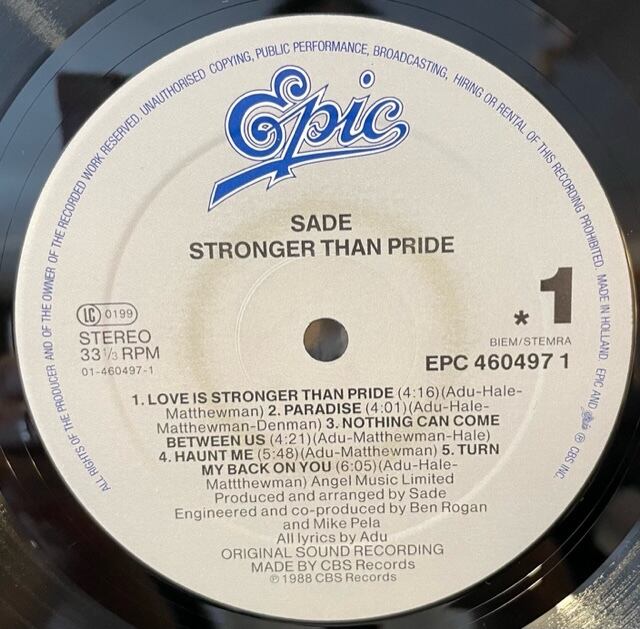 ALL RIGHTS OF THE PRODUCER AND OF THE OWNER OF THE RECORDED WORK RESERVED. UNAUTHORISED COPYING, PUBLIC PERFORMANCE, BROADCASTING, HIRING OR RENTAL OF THIS RECORDING PROHIBITED. MADE IN HOLLAND. EPIC AND Epic ℗ CBS INC.
Epic
SADE
STRONGER THAN PRIDE
LC 0199
STEREO
33 1/3 RPM
01-460497-1
* 1
BIEM/STEMRA
EPC 460497 1
1. LOVE IS STRONGER THAN PRIDE (4:16)(Adu-Hale-
Matthewman) 2. PARADISE (4:01)(Adu-Hale-
Matthewman-Denman) 3. NOTHING CAN COME
BETWEEN US (4:21)(Adu-Matthewman-Hale)
4. HAUNT ME (5:48)(Adu-Matthewman) 5. TURN
MY BACK ON YOU (6:05)(Adu-Hale-
Mattthewman) Angel Music Limited
Produced and arranged by Sade
Engineered and co-produced by Ben Rogan
and Mike Pela
All lyrics by Adu
ORIGINAL SOUND RECORDING
MADE BY CBS Records
℗ 1988 CBS Records